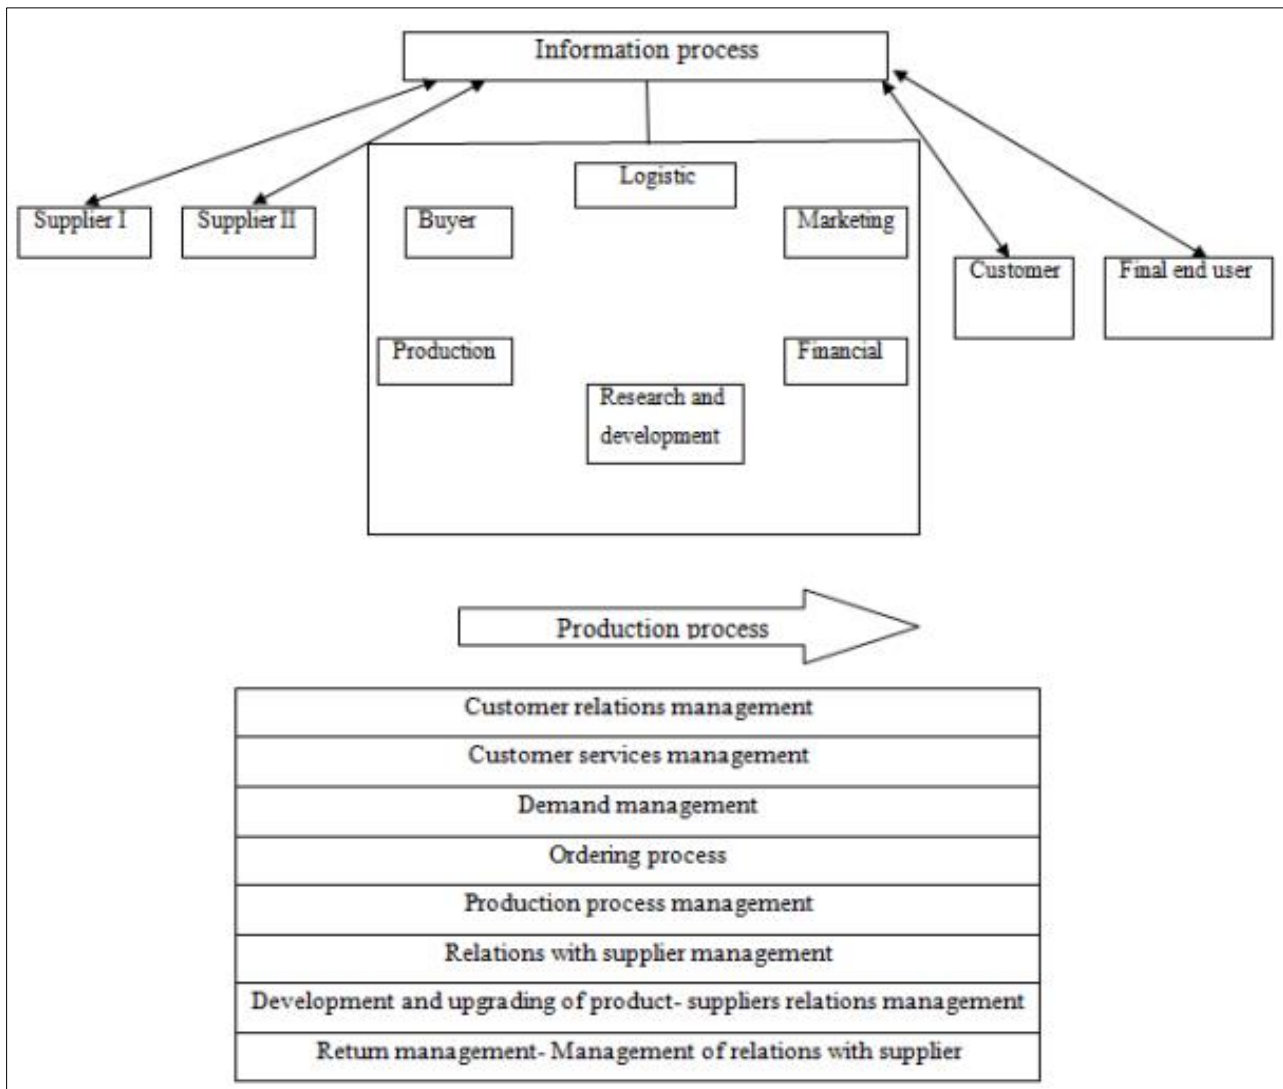 Information process
Logistic
Supplier I
Supplier II
Buyer
Marketing
Customer
Final end user
Production
Financial
Research and
development
Production process
Customer relations management
Customer services management
Demand management
Ordering process
Production process management
Relations with supplier management
Development and upgrading of product- suppliers relations management
Return management- Management of relations with supplier